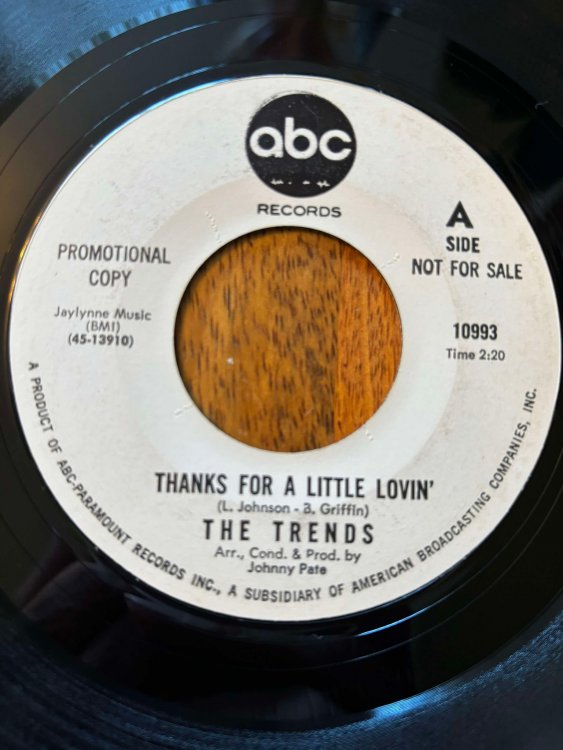 abc
RECORDS
A
SIDE
NOT FOR SALE
PROMOTIONAL
COPY
Jaylynne Music
(BMI)
(45-13910)
10993
Time 2:20
THANKS FOR A LITTLE LOVIN'
(L. Johnson - B. Griffin)
THE TRENDS
Arr., Cond. & Prod. by
Johnny Pate
A PRODUCT OF ABC-PARAMOUNT RECORDS INC., A SUBSIDIARY OF AMERICAN BROADCASTING COMPANIES, INC.